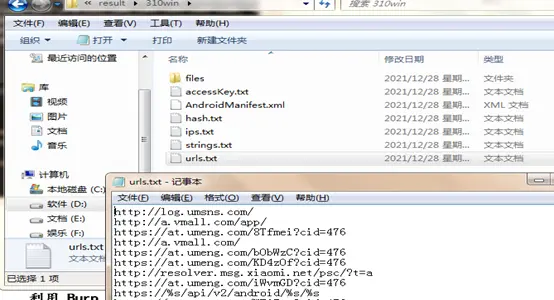 result ▸ 310win
搜索 310win
文件(F) 编辑(E) 查看(V) 工具(T) 帮助(H)
组织 打开 打印 新建文件夹
最近访问的位置
库
视频
图片
文档
音乐
计算机
本地磁盘 (C:)
软件 (D:)
文档 (E:)
娱乐 (F:)
名称 修改日期 类型
files 2021/12/28 星期... 文件夹
accessKey.txt 2021/12/28 星期... 文本文档
AndroidManifest.xml 2021/12/28 星期... XML 文档
hash.txt 2021/12/28 星期... 文本文档
ips.txt 2021/12/28 星期... 文本文档
strings.txt 2021/12/28 星期... 文本文档
urls.txt 2021/12/28 星期... 文本文档
urls.txt
文本文档
已选择 1 项
urls.txt - 记事本
文件(F) 编辑(E) 格式(O) 查看(V) 帮助(H)
http://log.umsns.com/
http://a.vmall.com/app/
https://at.umeng.com/8Tfmei?cid=476
http://a.vmall.com/
https://at.umeng.com/bObWzC?cid=476
https://at.umeng.com/KD4zOf?cid=476
http://resolver.msg.xiaomi.net/psc/?t=a
https://at.umeng.com/iWvmGD?cid=476
https://%s/api/v2/android/%s/%s
利用 Burp